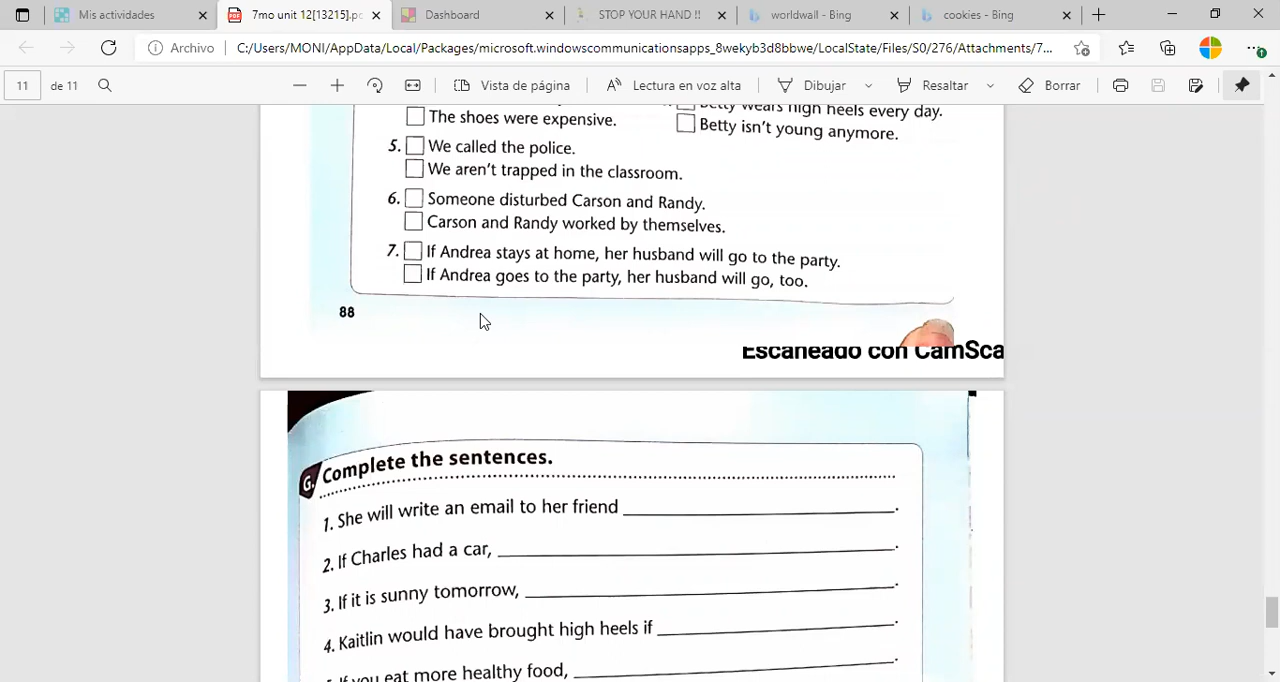 Mis actividades
7mo unit 12[13215].pc
Dashboard
STOP YOUR HAND !!
worldwall - Bing
cookies - Bing
Archivo
C:/Users/MONI/AppData/Local/Packages/microsoft.windowscommunicationsapps_8wekyb3d8bbwe/LocalState/Files/S0/276/Attachments/7...
11 de 11
Vista de página
Lectura en voz alta
Dibujar
Resaltar
Borrar
The shoes were expensive.
Betty wears high heels every day.
Betty isn't young anymore.
5. We called the police.
We aren't trapped in the classroom.
6. Someone disturbed Carson and Randy.
Carson and Randy worked by themselves.
7. If Andrea stays at home, her husband will go to the party.
If Andrea goes to the party, her husband will go, too.
88
Escaneado con CamSca
G. Complete the sentences.
1. She will write an email to her friend ____________.
2. If Charles had a car, ____________.
3. If it is sunny tomorrow, ____________.
4. Kaitlin would have brought high heels if ____________.
If you eat more healthy food, ____________.